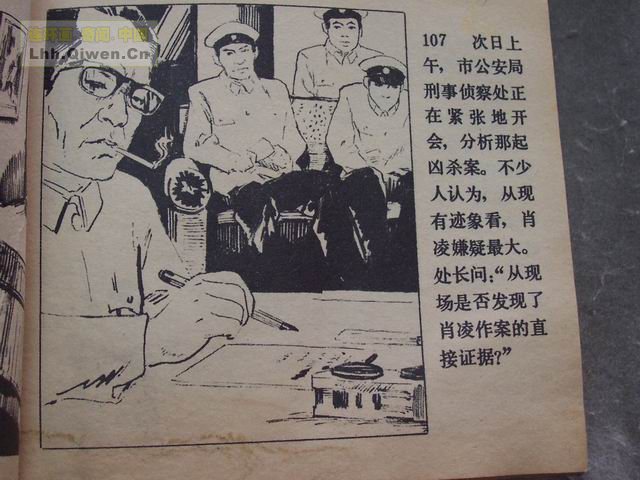 连环画·奇闻·中国
Lhh.Qiwen.Cn
107 次日上
午，市公安局
刑事侦察处正
在紧张地开
会，分析那起
凶杀案。不少
人认为，从现
有迹象看，肖
凌嫌疑最大。
处长问：“从现
场是否发现了
肖凌作案的直
接证据？”